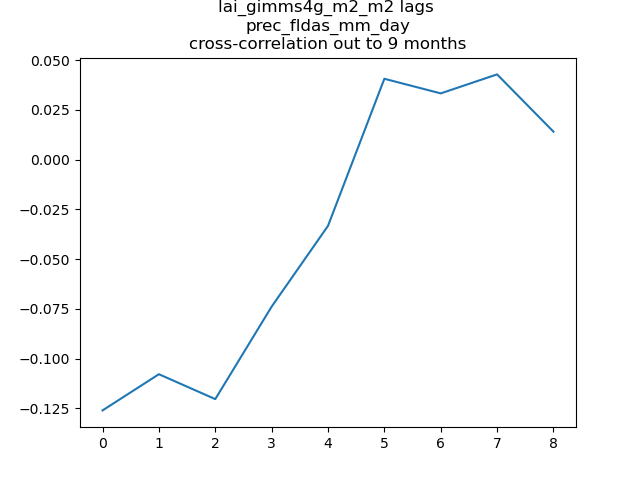 lai_gimms4g_m2_m2 lags
prec_fldas_mm_day
cross-correlation out to 9 months
0.050
0.025
0.000
−0.025
−0.050
−0.075
−0.100
−0.125
0 1 2 3 4 5 6 7 8